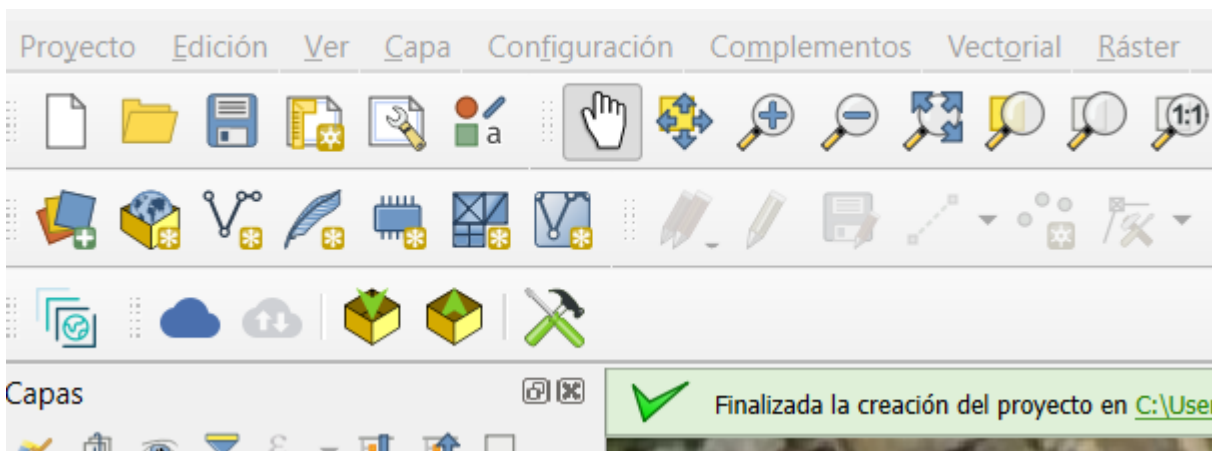 Proyecto Edición Ver Capa Configuración Complementos Vectorial Ráster
a
1:1
Capas
Finalizada la creación del proyecto en C:\User